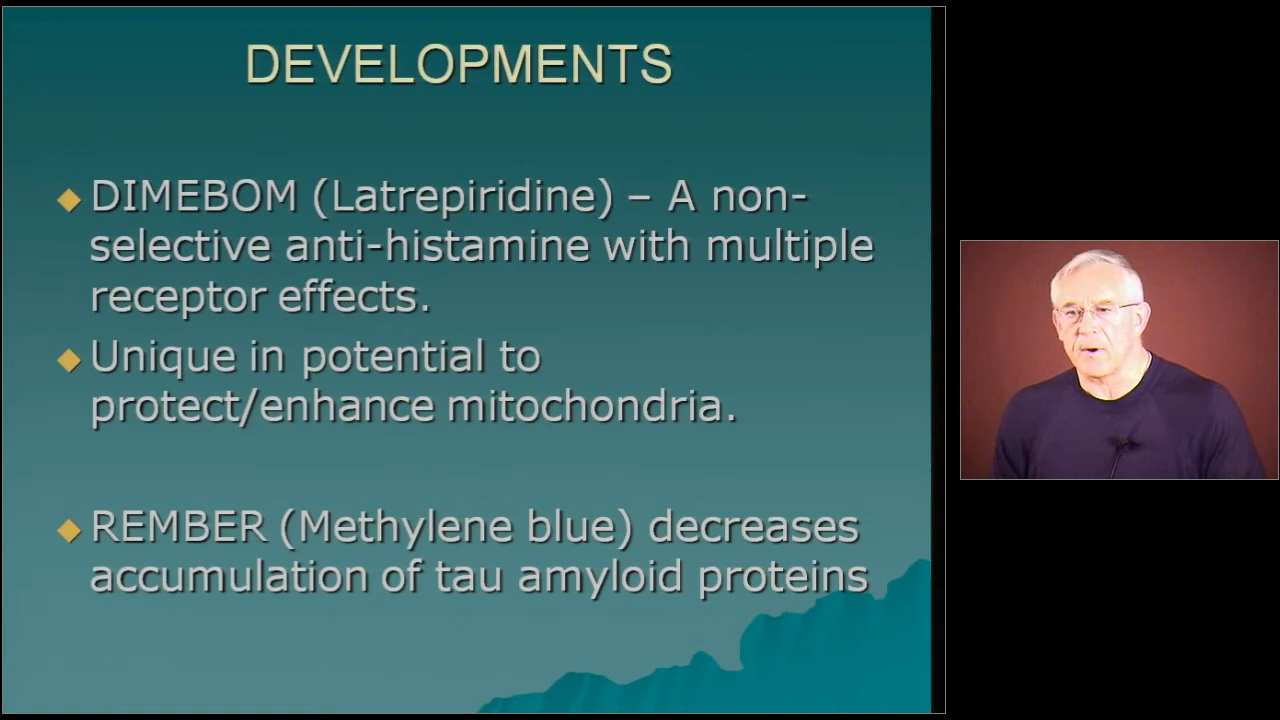 DEVELOPMENTS
DIMEBOM (Latrepiridine) – A non-
selective anti-histamine with multiple
receptor effects.
Unique in potential to
protect/enhance mitochondria.
REMBER (Methylene blue) decreases
accumulation of tau amyloid proteins